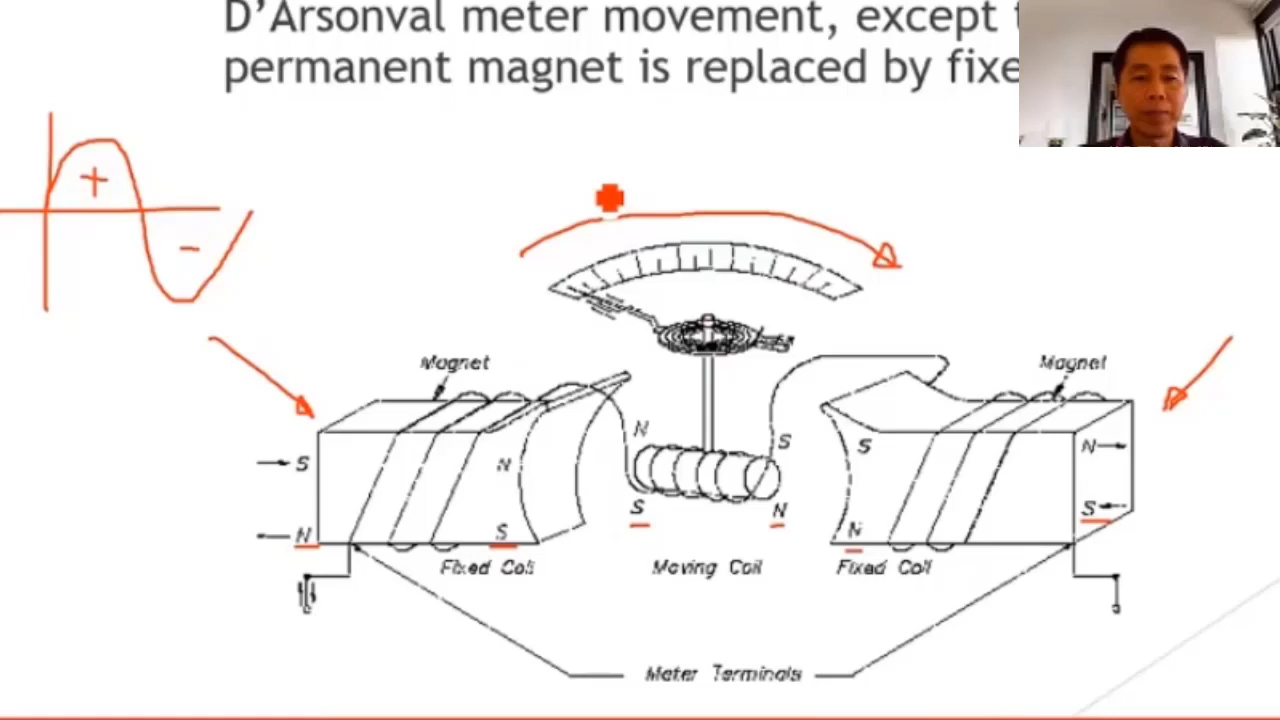 D’Arsonval meter movement, except
permanent magnet is replaced by fixe
+
-
Magnet
Magnet
N
S
S
N
S
N
S
N
S
N
N
S
S
N
Fixed Coil
Moving Coil
Fixed Coil
Meter Terminals